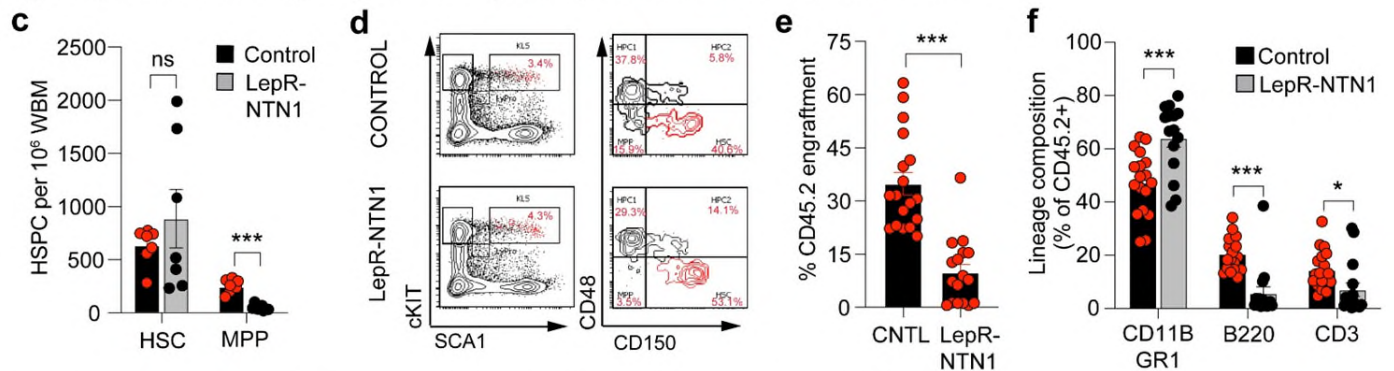 c
2500
2000
1500
1000
500
0
HSPC per 10⁶ WBM
ns
***
Control
LepR-
NTN1
HSC
MPP
d
CONTROL
LepR-NTN1
KLS
3.4%
LyPro
HPC1
37.8%
HPC2
5.8%
MPP
15.9%
HSC
40.6%
KLS
4.3%
LyPro
HPC1
29.3%
HPC2
14.1%
MPP
3.5%
HSC
53.1%
cKIT
SCA1
CD48
CD150
e
75
60
45
30
15
0
% CD45.2 engraftment
***
CNTL
LepR-
NTN1
f
100
80
60
40
20
0
Lineage composition
(% of CD45.2+)
***
***
*
Control
LepR-NTN1
CD11B
GR1
B220
CD3